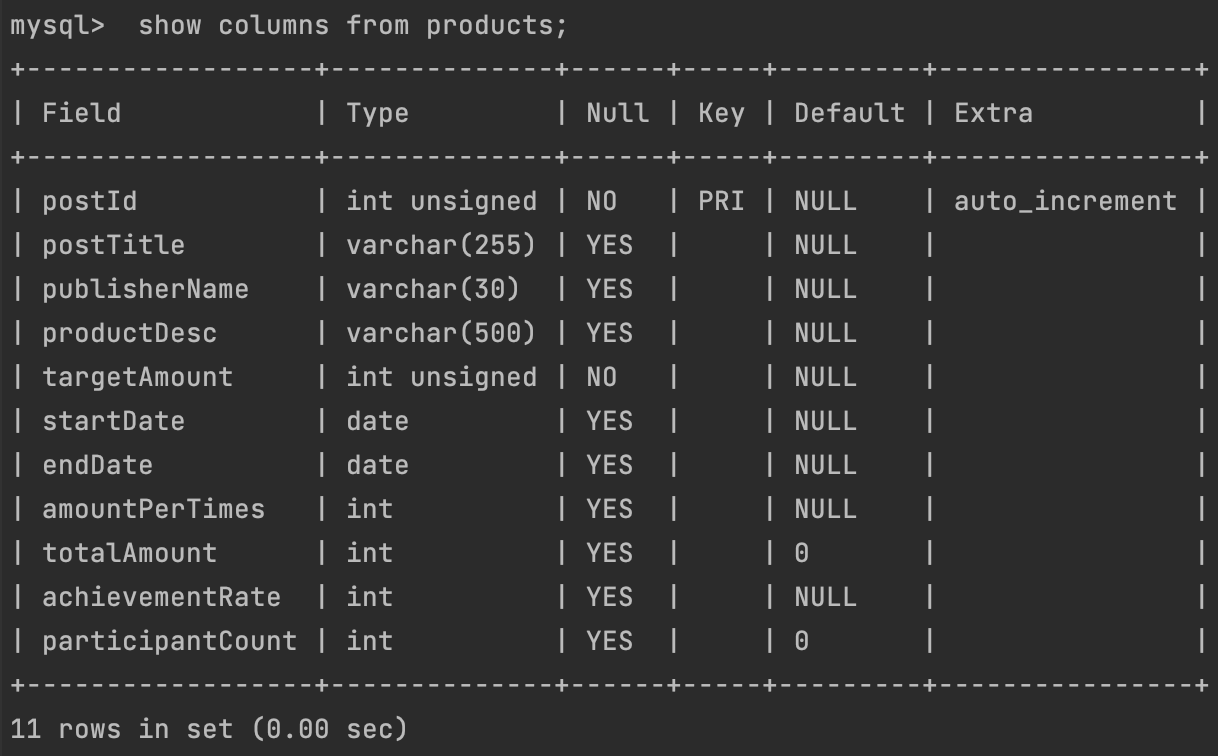 mysql>  show columns from products;
+------------------+--------------+------+-----+---------+----------------+
| Field            | Type         | Null | Key | Default | Extra          |
+------------------+--------------+------+-----+---------+----------------+
| postId           | int unsigned | NO   | PRI | NULL    | auto_increment |
| postTitle        | varchar(255) | YES  |     | NULL    |                |
| publisherName    | varchar(30)  | YES  |     | NULL    |                |
| productDesc      | varchar(500) | YES  |     | NULL    |                |
| targetAmount     | int unsigned | NO   |     | NULL    |                |
| startDate        | date         | YES  |     | NULL    |                |
| endDate          | date         | YES  |     | NULL    |                |
| amountPerTimes   | int          | YES  |     | NULL    |                |
| totalAmount      | int          | YES  |     | 0       |                |
| achievementRate  | int          | YES  |     | NULL    |                |
| participantCount | int          | YES  |     | 0       |                |
+------------------+--------------+------+-----+---------+----------------+
11 rows in set (0.00 sec)